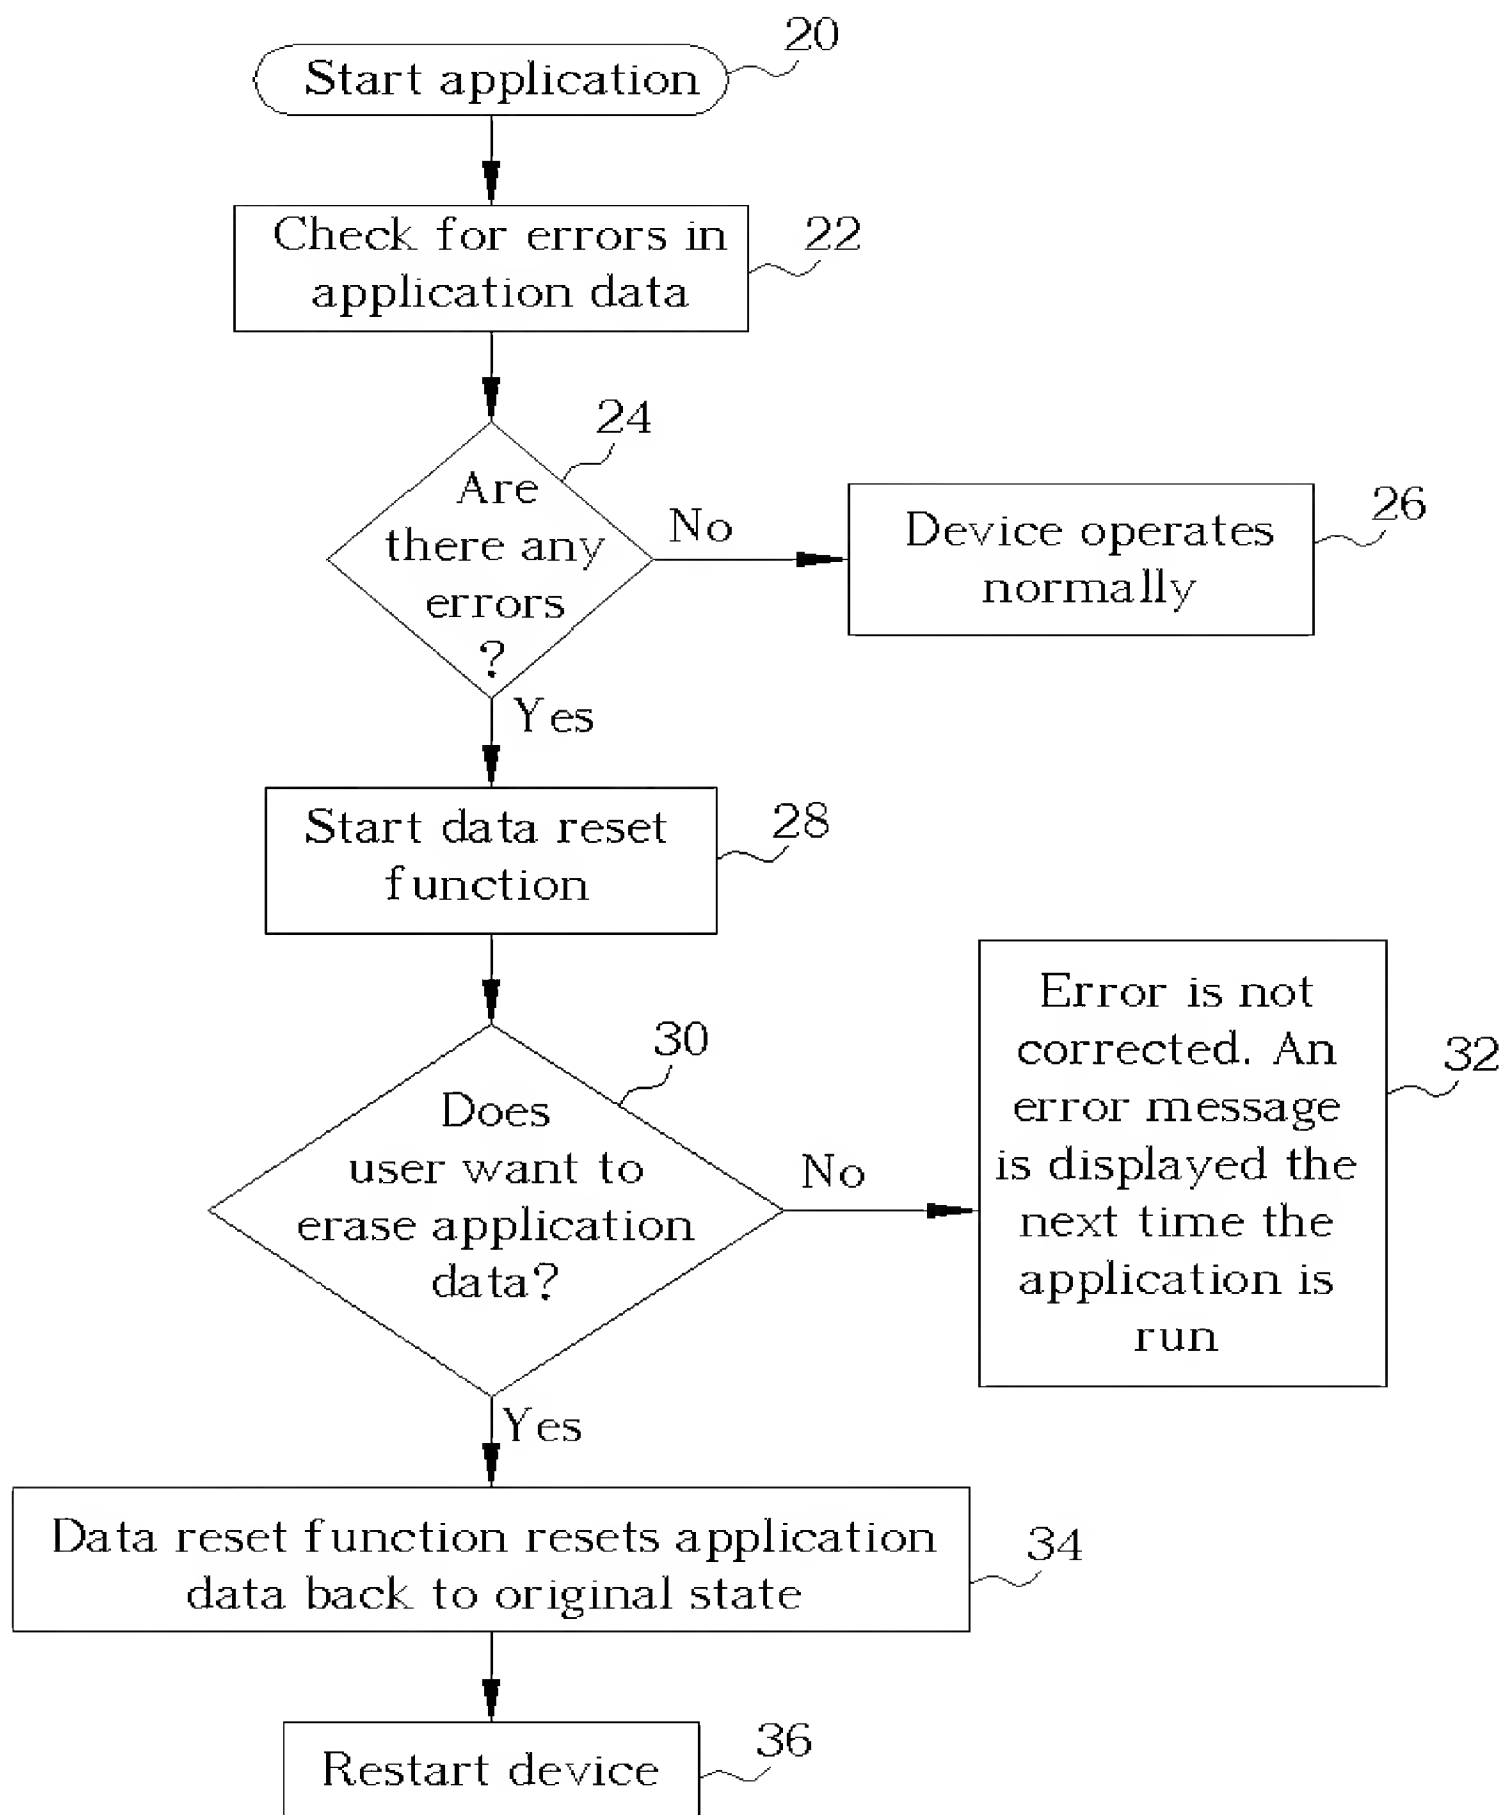 20
Start application
22
Check for errors in
application data
24
Are
there any
errors
?
No
26
Device operates
normally
Yes
28
Start data reset
function
30
Does
user want to
erase application
data?
No
32
Error is not
corrected. An
error message
is displayed the
next time the
application is
run
Yes
34
Data reset function resets application
data back to original state
36
Restart device